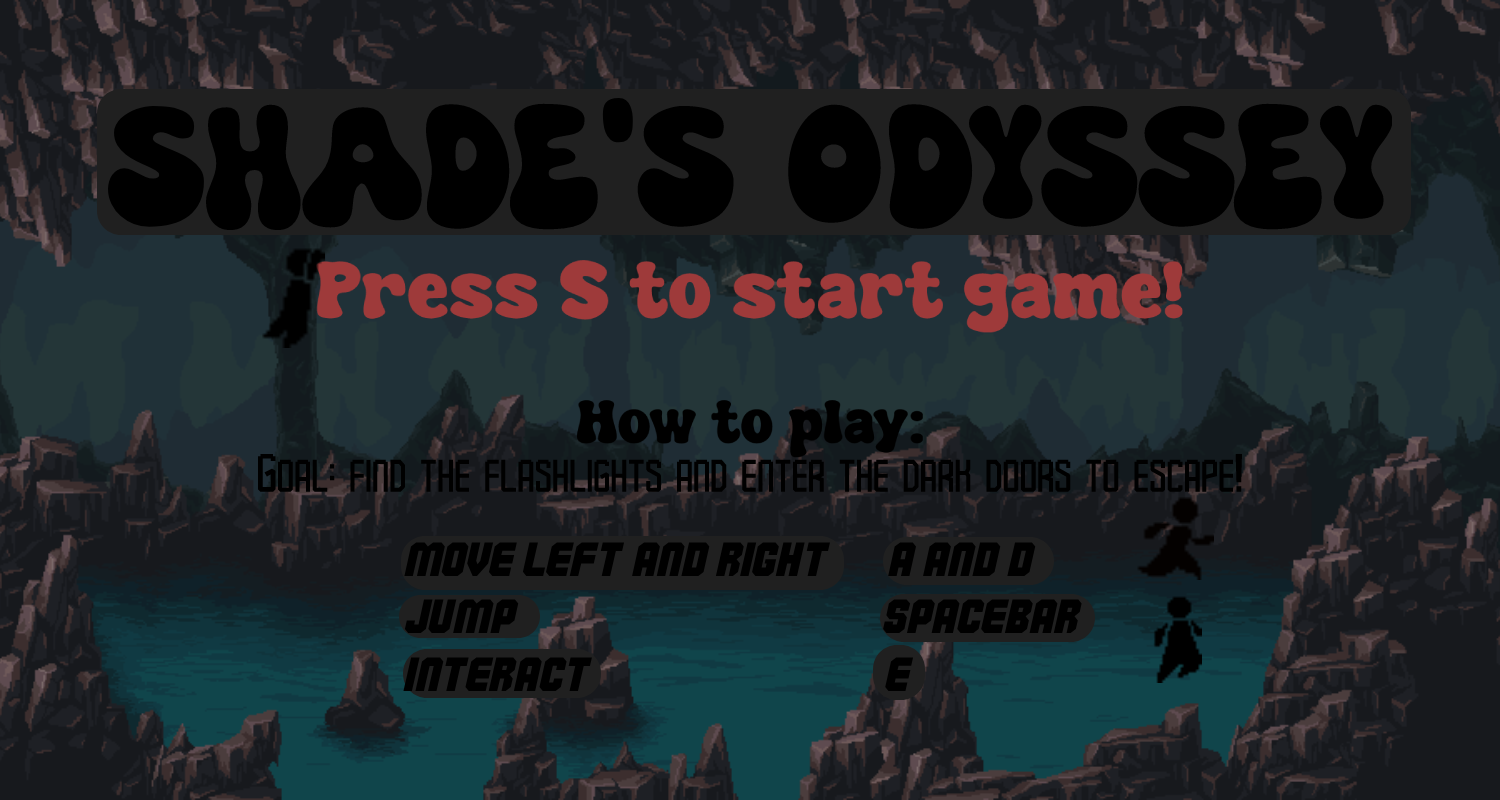 SHADE'S ODYSSEY
Press S to start game!
How to play:
Goal: find the flashlights and enter the dark doors to escape!
MOVE LEFT AND RIGHT A AND D
JUMP SPACEBAR
INTERACT E